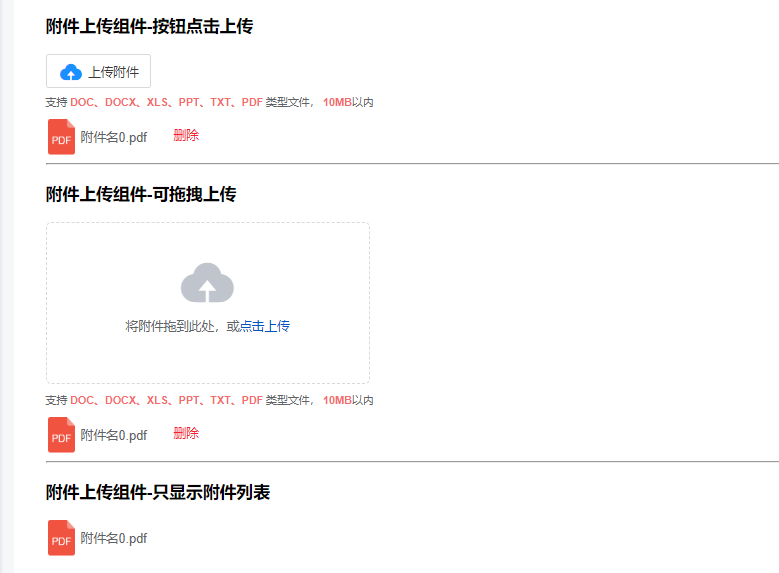 附件上传组件-按钮点击上传
上传附件
支持 DOC、DOCX、XLS、PPT、TXT、PDF 类型文件， 10MB以内
PDF 附件名0.pdf 删除
附件上传组件-可拖拽上传
将附件拖到此处，或点击上传
支持 DOC、DOCX、XLS、PPT、TXT、PDF 类型文件， 10MB以内
PDF 附件名0.pdf 删除
附件上传组件-只显示附件列表
PDF 附件名0.pdf